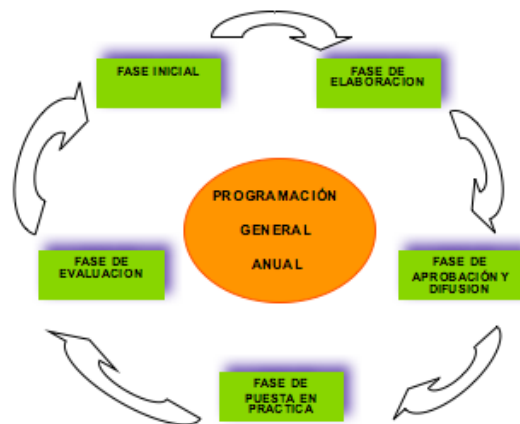 FASE INICIAL
FASE DE
ELABORACION
PROGRAMACIÓN
GENERAL
ANUAL
FASE DE
EVALUACION
FASE DE
APROBACIÓN Y
DIFUSION
FASE DE
PUESTA EN
PRACTICA